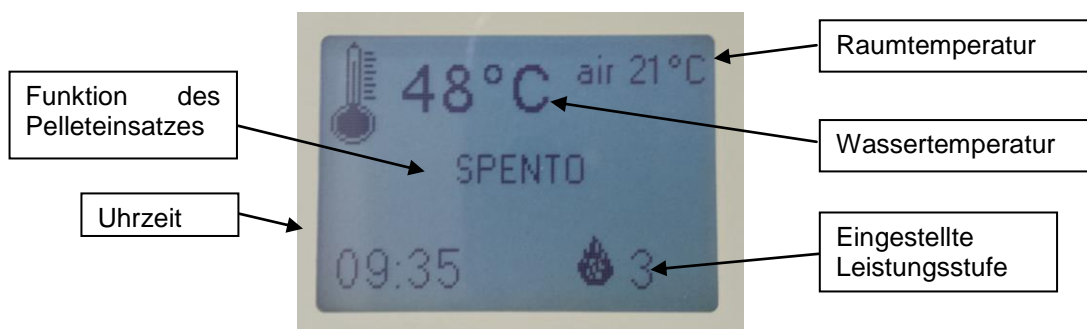 Raumtemperatur
48°C
air 21°C
Funktion des
Pelleteinsatzes
Wassertemperatur
SPENTO
Uhrzeit
Eingestellte
Leistungsstufe
09:35
3